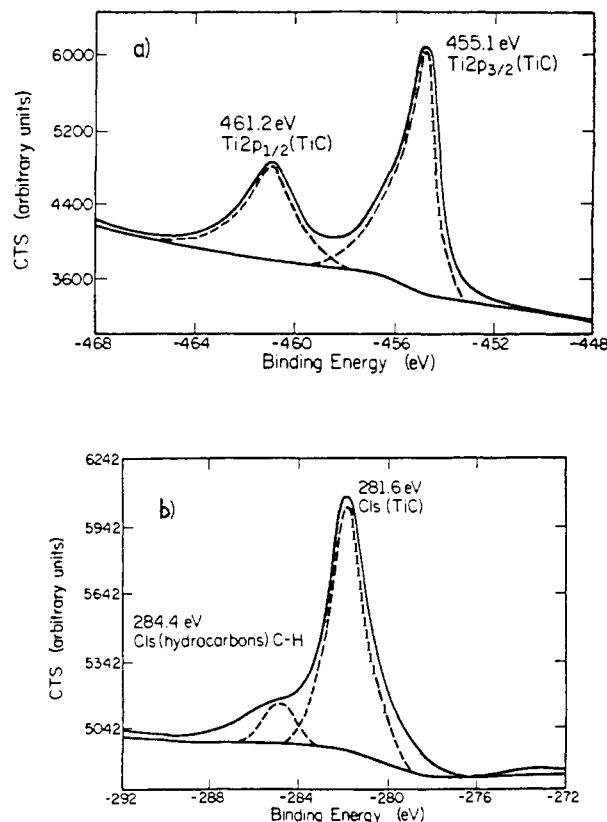 a)
455.1 eV
Ti2p3/2(TiC)
461.2 eV
Ti2p1/2(TiC)
CTS (arbitrary units)
6000
5200
4400
3600
-468
-464
-460
-456
-452
-448
Binding Energy (eV)
b)
281.6 eV
CIs (TiC)
284.4 eV
CIs (hydrocarbons) C-H
CTS (arbitrary units)
6242
5942
5642
5342
5042
-292
-288
-284
-280
-276
-272
Binding Energy (eV)